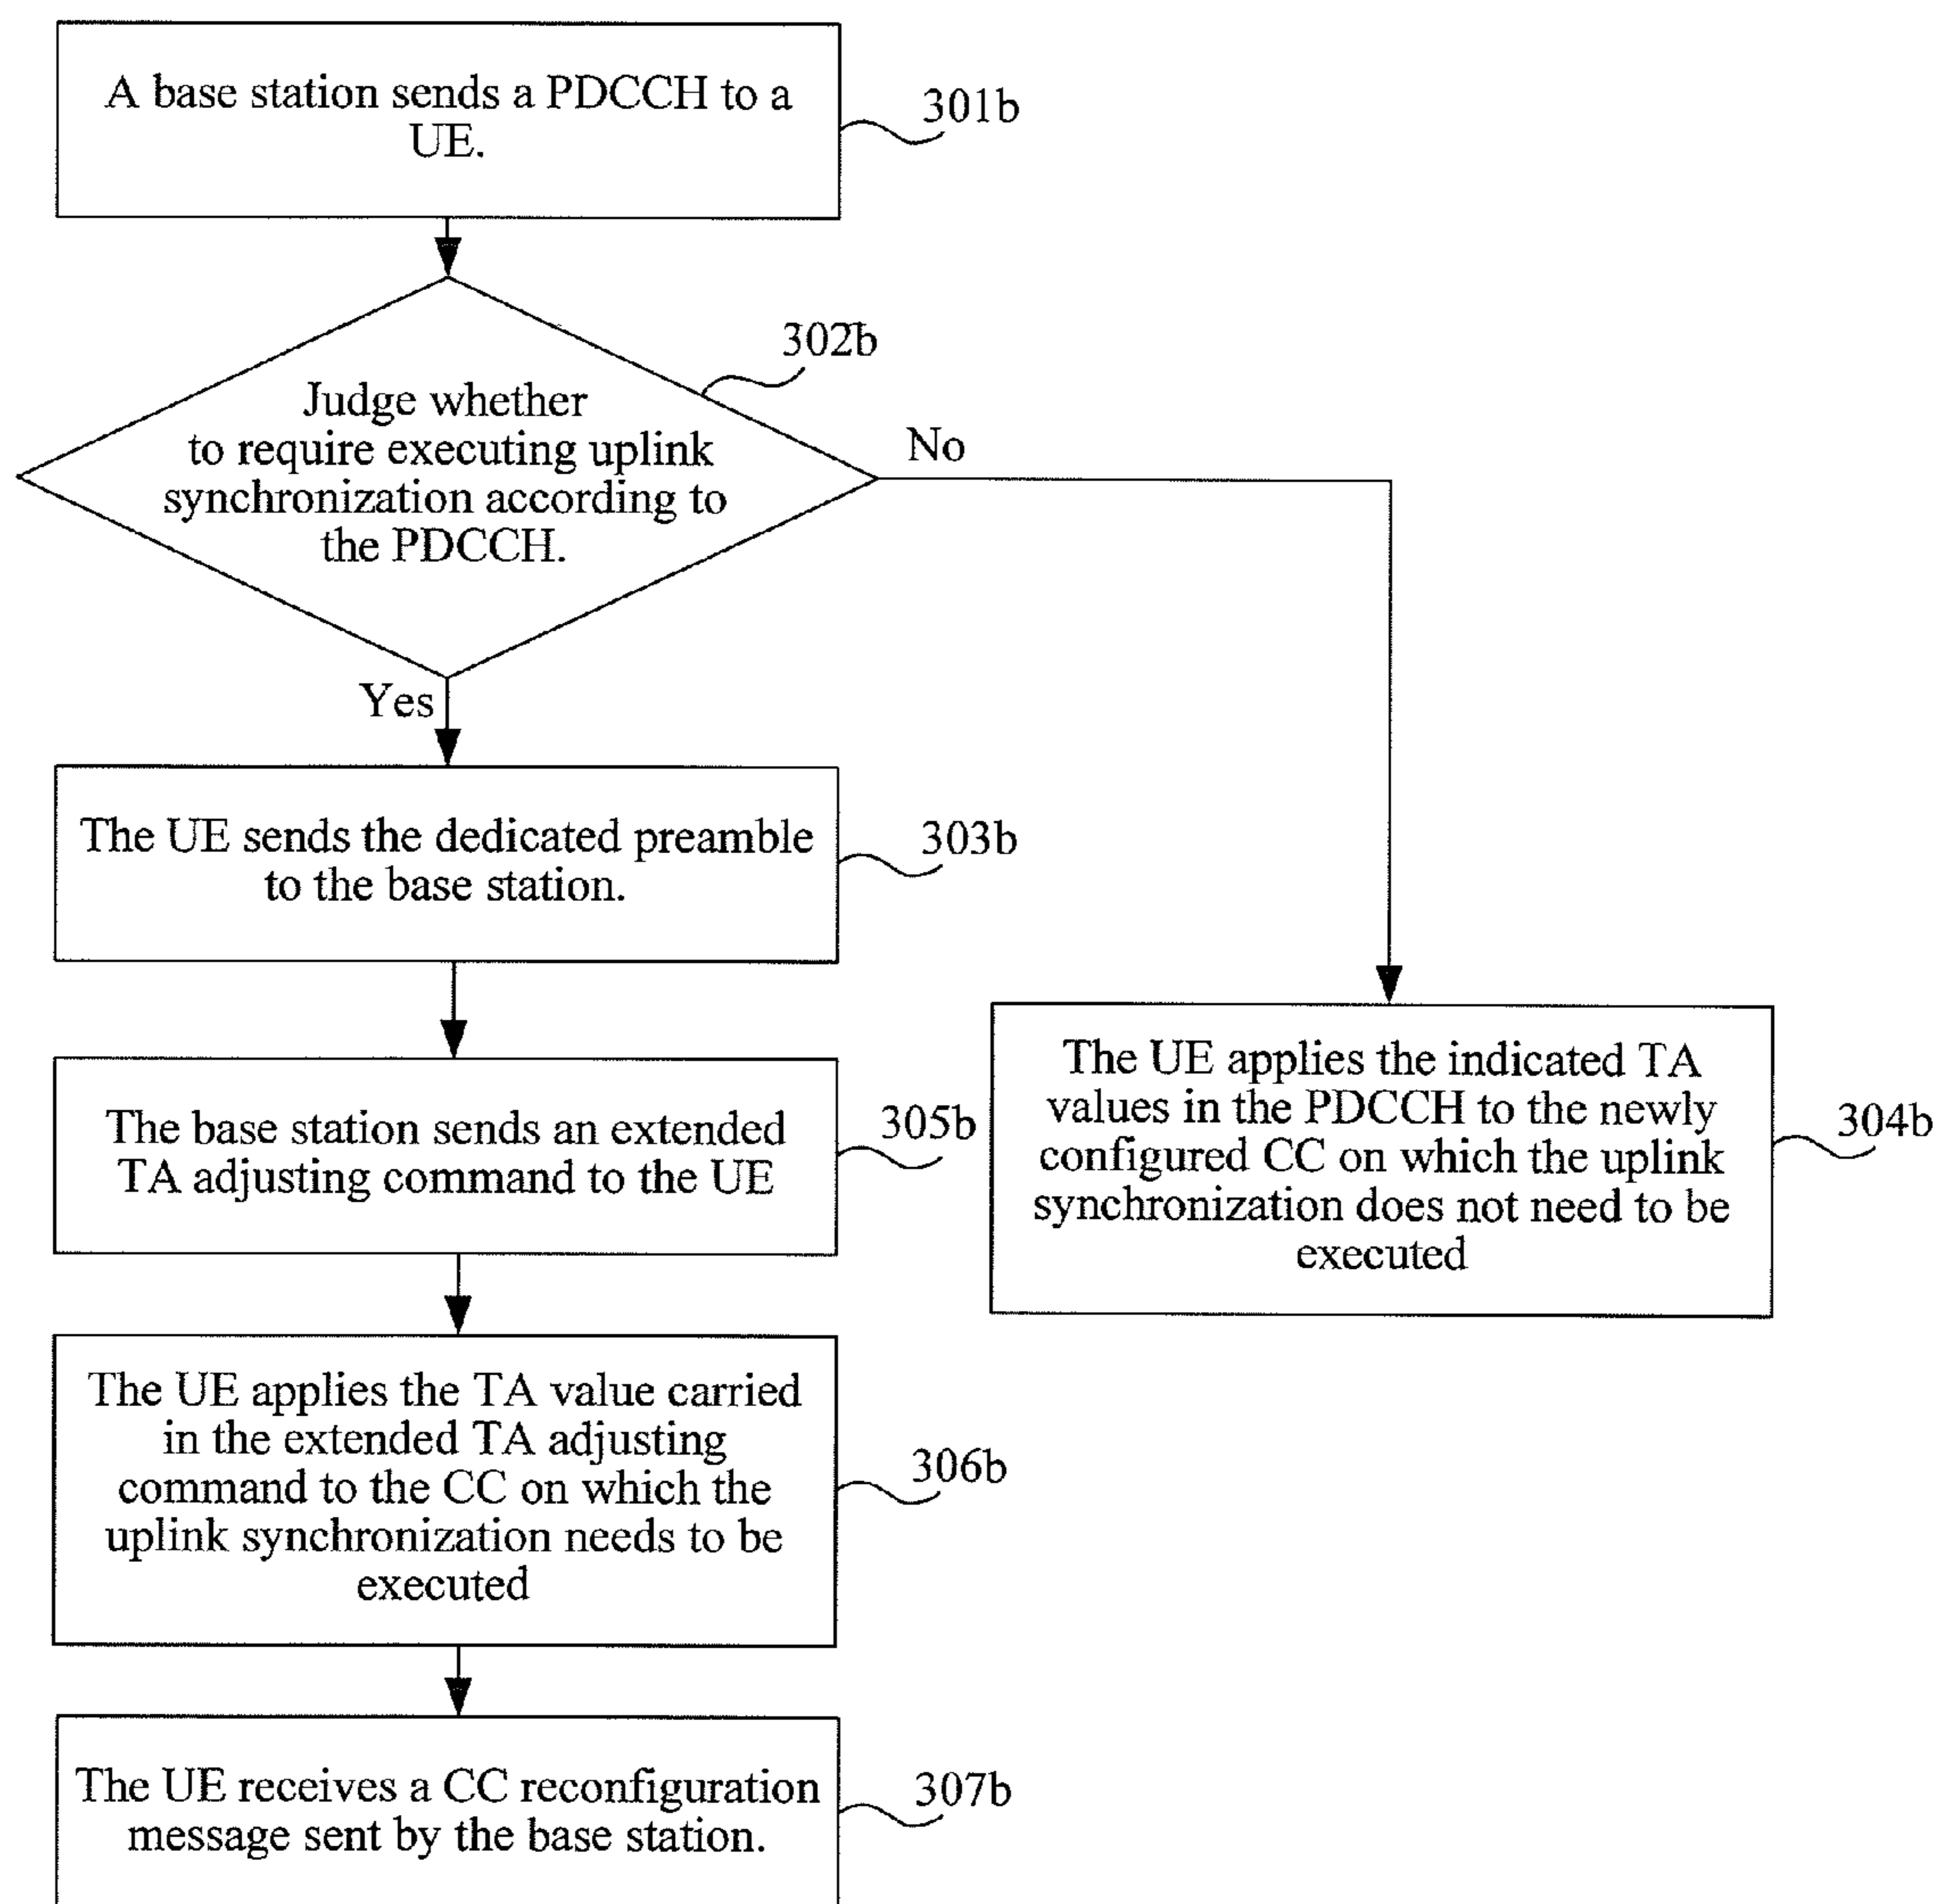 A base station sends a PDCCH to a
UE.
301b
302b
Judge whether
to require executing uplink
synchronization according to
the PDCCH.
No
Yes
The UE sends the dedicated preamble
to the base station.
303b
The base station sends an extended
TA adjusting command to the UE
305b
The UE applies the indicated TA
values in the PDCCH to the newly
configured CC on which the uplink
synchronization does not need to be
executed
304b
The UE applies the TA value carried
in the extended TA adjusting
command to the CC on which the
uplink synchronization needs to be
executed
306b
The UE receives a CC reconfiguration
message sent by the base station.
307b